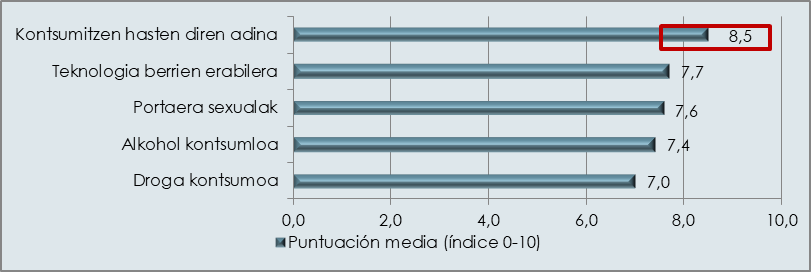 Kontsumitzen hasten diren adina 8,5
Teknologia berrien erabilera 7,7
Portaera sexualak 7,6
Alkohol kontsumloa 7,4
Droga kontsumoa 7,0
0,0 2,0 4,0 6,0 8,0 10,0
Puntuación media (índice 0-10)